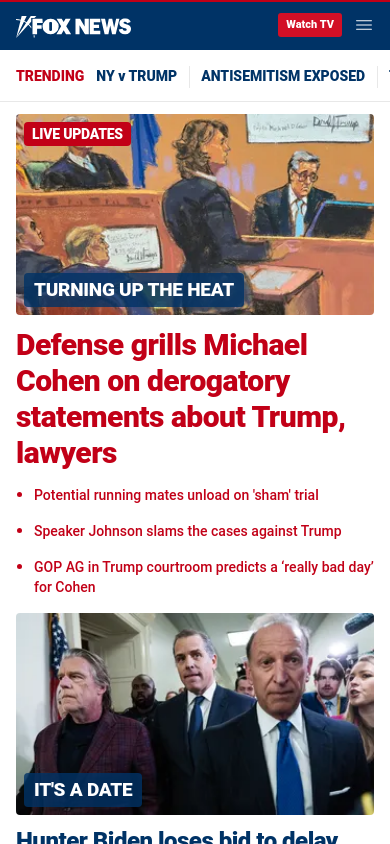 FOX NEWS
Watch TV
TRENDING NY v TRUMP ANTISEMITISM EXPOSED
LIVE UPDATES
TURNING UP THE HEAT
Defense grills Michael
Cohen on derogatory
statements about Trump,
lawyers
Potential running mates unload on 'sham' trial
Speaker Johnson slams the cases against Trump
GOP AG in Trump courtroom predicts a ‘really bad day’
for Cohen
IT'S A DATE
Hunter Biden loses bid to delay